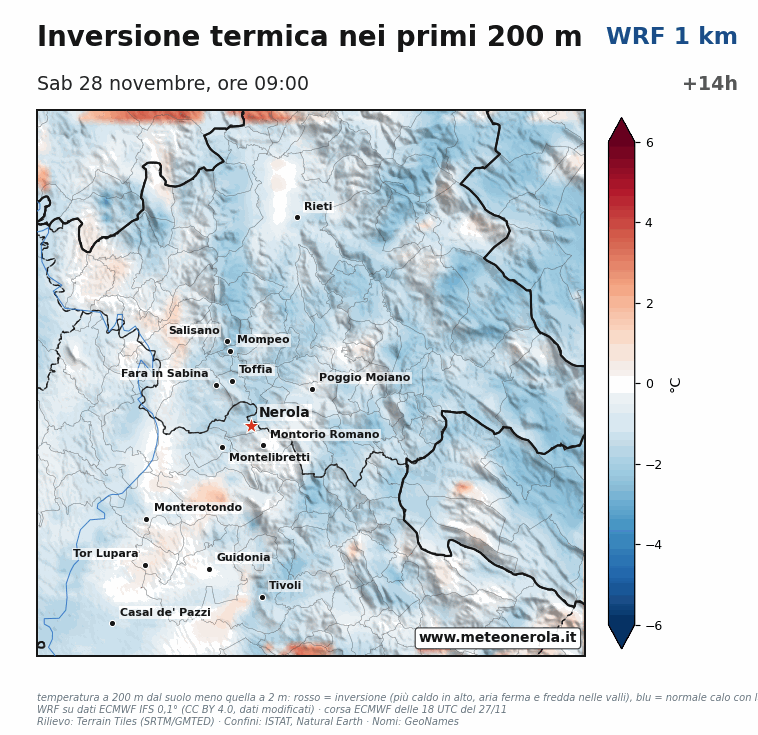 Inversione termica nei primi 200 m WRF 1 km
Sab 28 novembre, ore 09:00 +14h
6
4
2
0
−2
−4
−6
°C
Rieti
Salisano
Mompeo
Fara in Sabina
Toffia
Poggio Moiano
Nerola
Montorio Romano
Montelibretti
Monterotondo
Tor Lupara
Guidonia
Tivoli
Casal de' Pazzi
www.meteonerola.it
temperatura a 200 m dal suolo meno quella a 2 m: rosso = inversione (più caldo in alto, aria ferma e fredda nelle valli), blu = normale calo con l
WRF su dati ECMWF IFS 0,1° (CC BY 4.0, dati modificati) · corsa ECMWF delle 18 UTC del 27/11
Rilievo: Terrain Tiles (SRTM/GMTED) · Confini: ISTAT, Natural Earth · Nomi: GeoNames